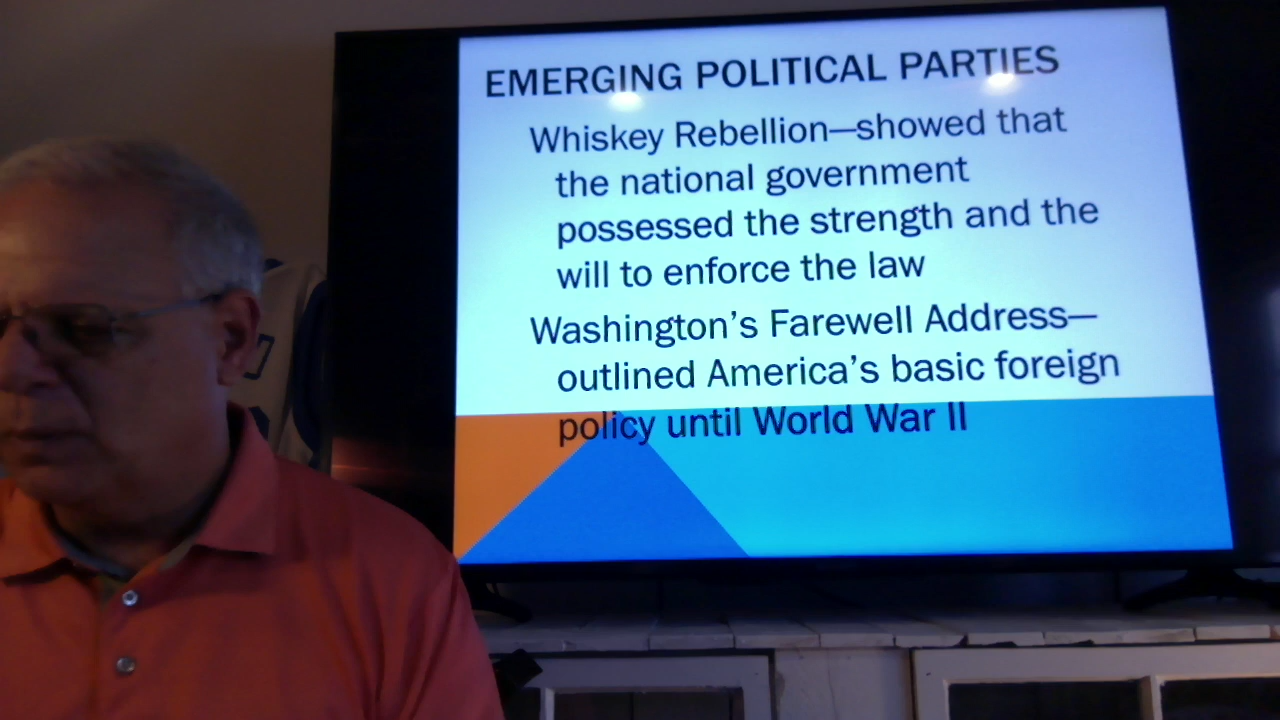 EMERGING POLITICAL PARTIES
Whiskey Rebellion—showed that
the national government
possessed the strength and the
will to enforce the law
Washington's Farewell Address—
outlined America's basic foreign
policy until World War II